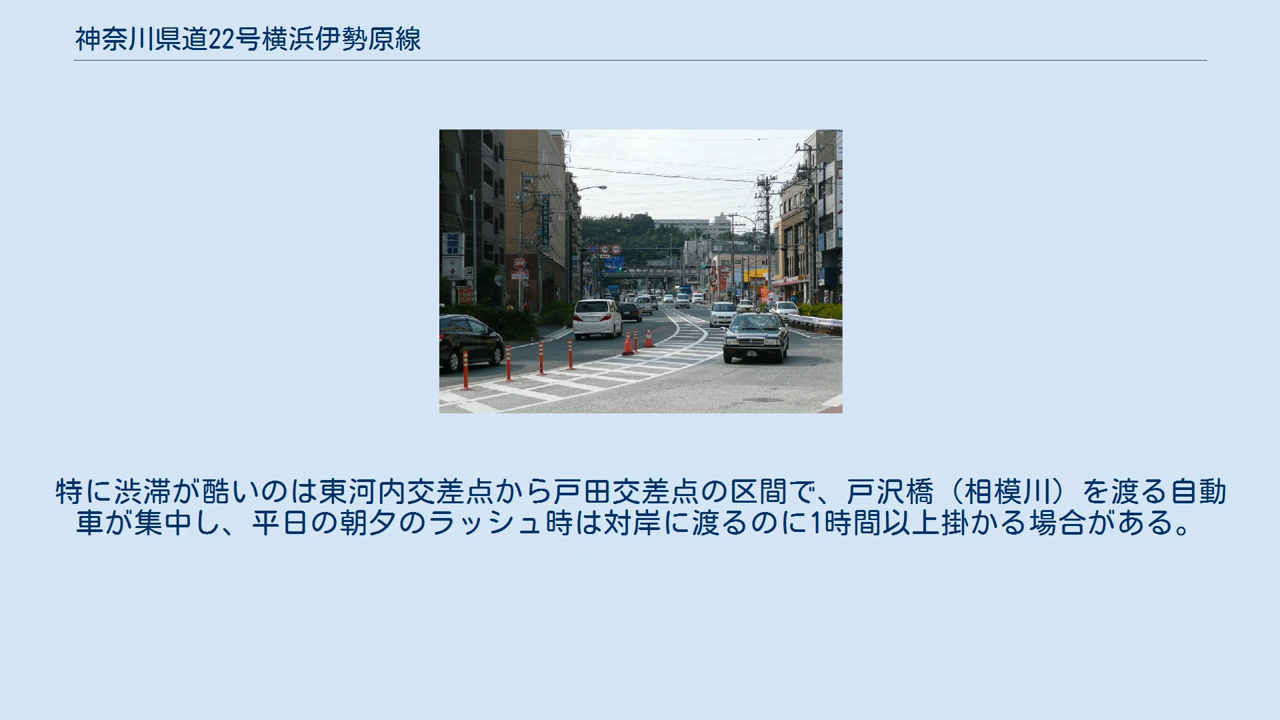 神奈川県道22号横浜伊勢原線
特に渋滞が酷いのは東河内交差点から戸田交差点の区間で、戸沢橋（相模川）を渡る自動
車が集中し、平日の朝夕のラッシュ時は対岸に渡るのに1時間以上掛かる場合がある。